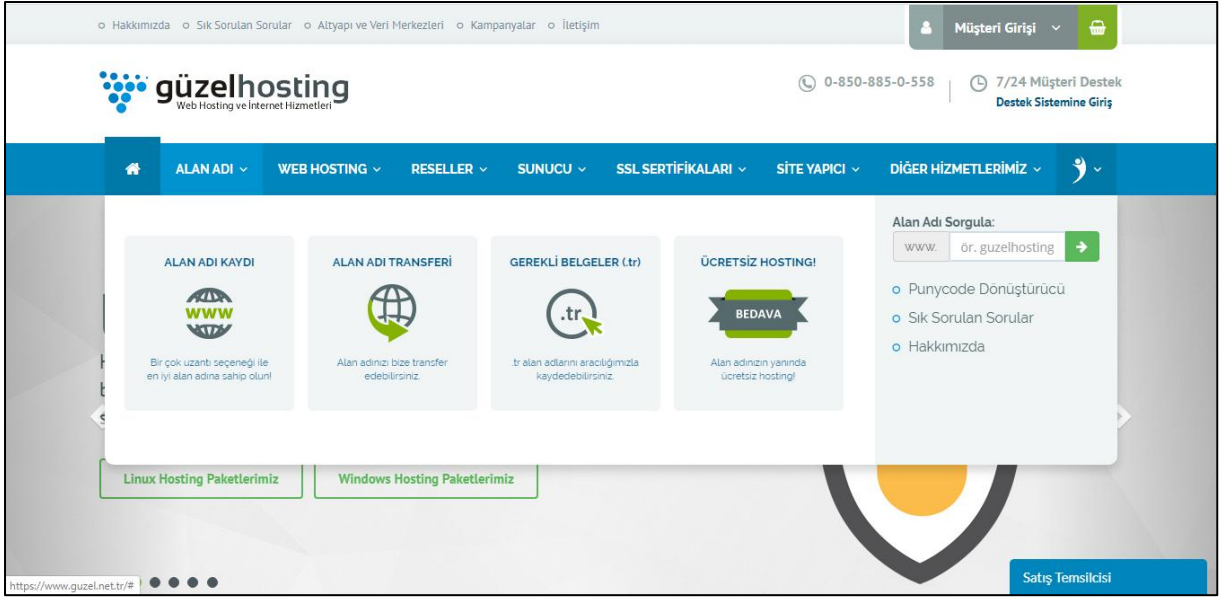 Hakkımızda Sık Sorulan Sorular Altyapı ve Veri Merkezleri Kampanyalar İletişim
Müşteri Girişi
güzelhosting
Web Hosting ve İnternet Hizmetleri
0-850-885-0-558
7/24 Müşteri Destek
Destek Sistemine Giriş
ALAN ADI WEB HOSTING RESELLER SUNUCU SSL SERTİFİKALARI SİTE YAPICI DİĞER HİZMETLERİMİZ
ALAN ADI KAYDI
WWW
Bir çok uzantı seçeneği ile
en iyi alan adına sahip olun!
ALAN ADI TRANSFERİ
Alan adınızı bize transfer
edebilirsiniz.
GEREKLİ BELGELER (.tr)
.tr
.tr alan adlarını aracılığımızla
kaydedebilirsiniz.
ÜCRETSİZ HOSTING!
BEDAVA
Alan adınızın yanında
ücretsiz hosting!
Alan Adı Sorgula:
www. ör. guzelhosting
Punycode Dönüştürücü
Sık Sorulan Sorular
Hakkımızda
Linux Hosting Paketlerimiz
Windows Hosting Paketlerimiz
https://www.guzel.net.tr/#
Satış Temsilcisi